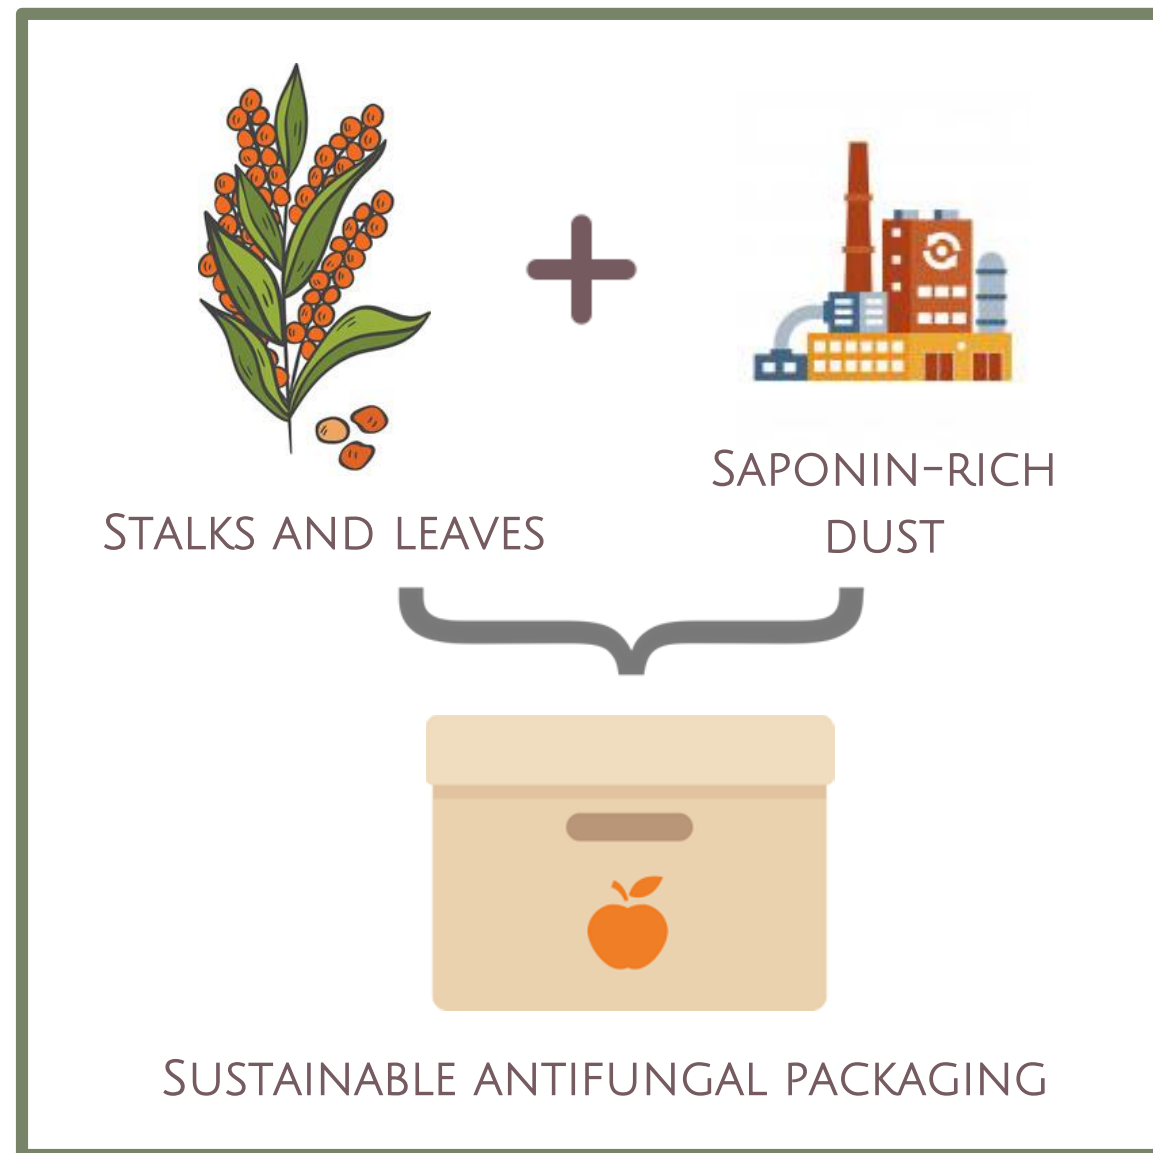 Stalks and leaves
Saponin-rich
dust
Sustainable antifungal packaging